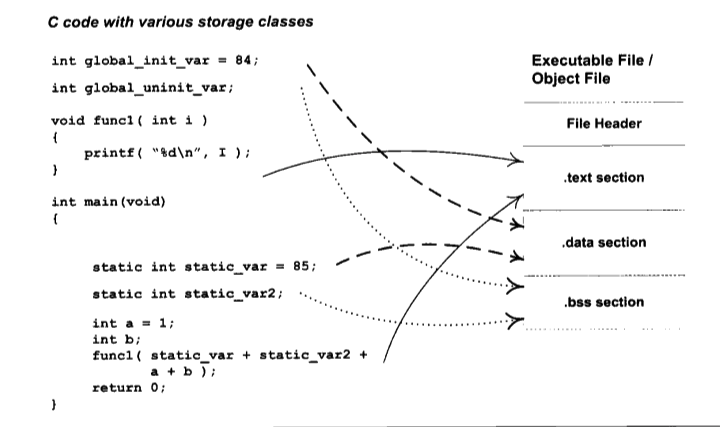 C code with various storage classes
int global_init_var = 84;
int global_uninit_var;
void func1( int i )
{
printf( "%d\n", I );
}
int main(void)
{
static int static_var = 85;
static int static_var2;
int a = 1;
int b;
func1( static_var + static_var2 +
a + b );
return 0;
}
Executable File /
Object File
File Header
.text section
.data section
.bss section